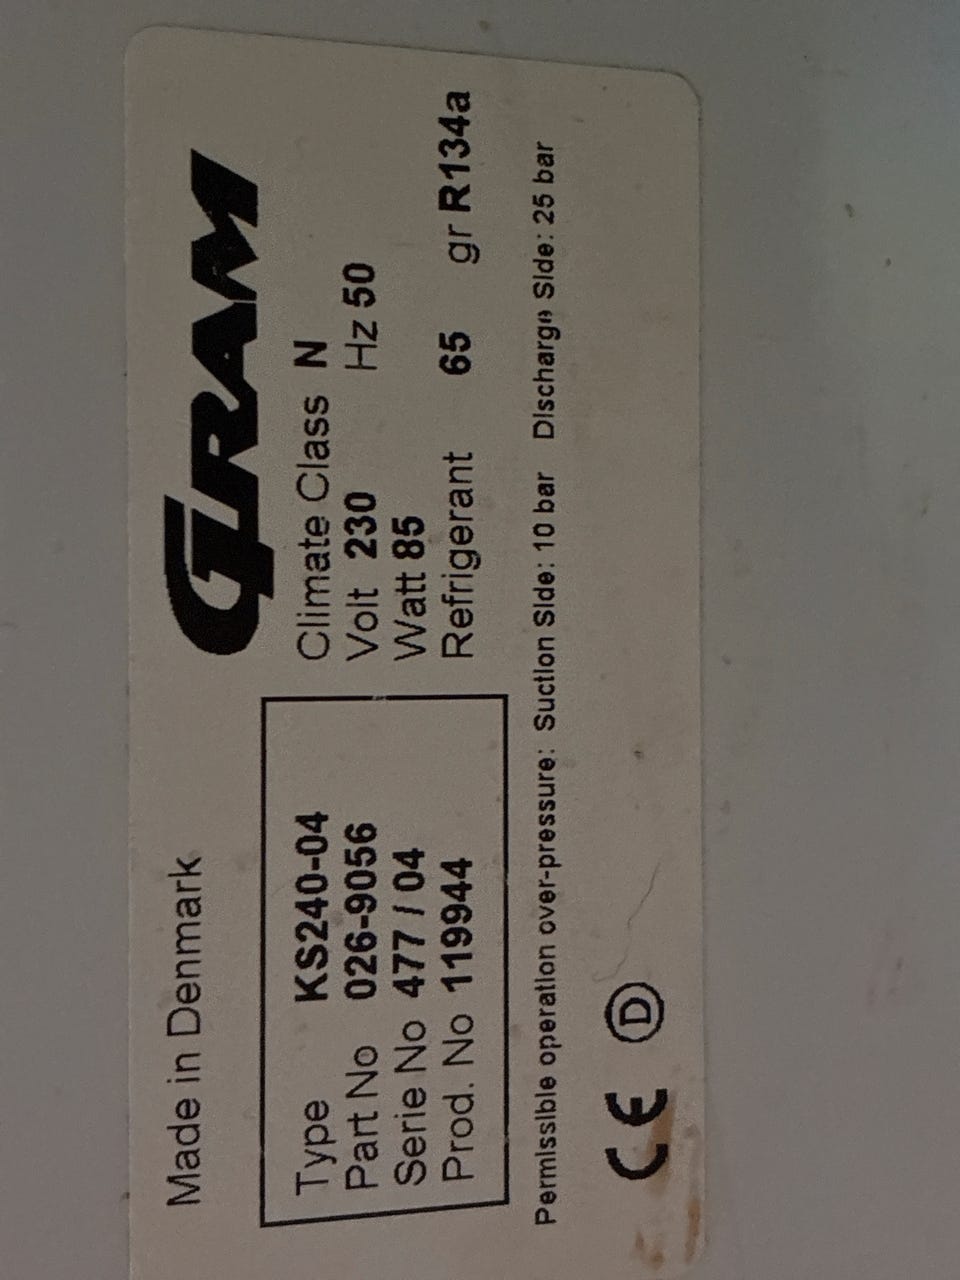 Made in Denmark
GRAM
Type KS240-04
Part No 026-9056
Serie No 477 / 04
Prod. No 119944
Climate Class N
Volt 230 Hz 50
Watt 85
Refrigerant 65 gr R134a
Permissible operation over-pressure: Suction Side: 10 bar Discharge Side: 25 bar
CE D